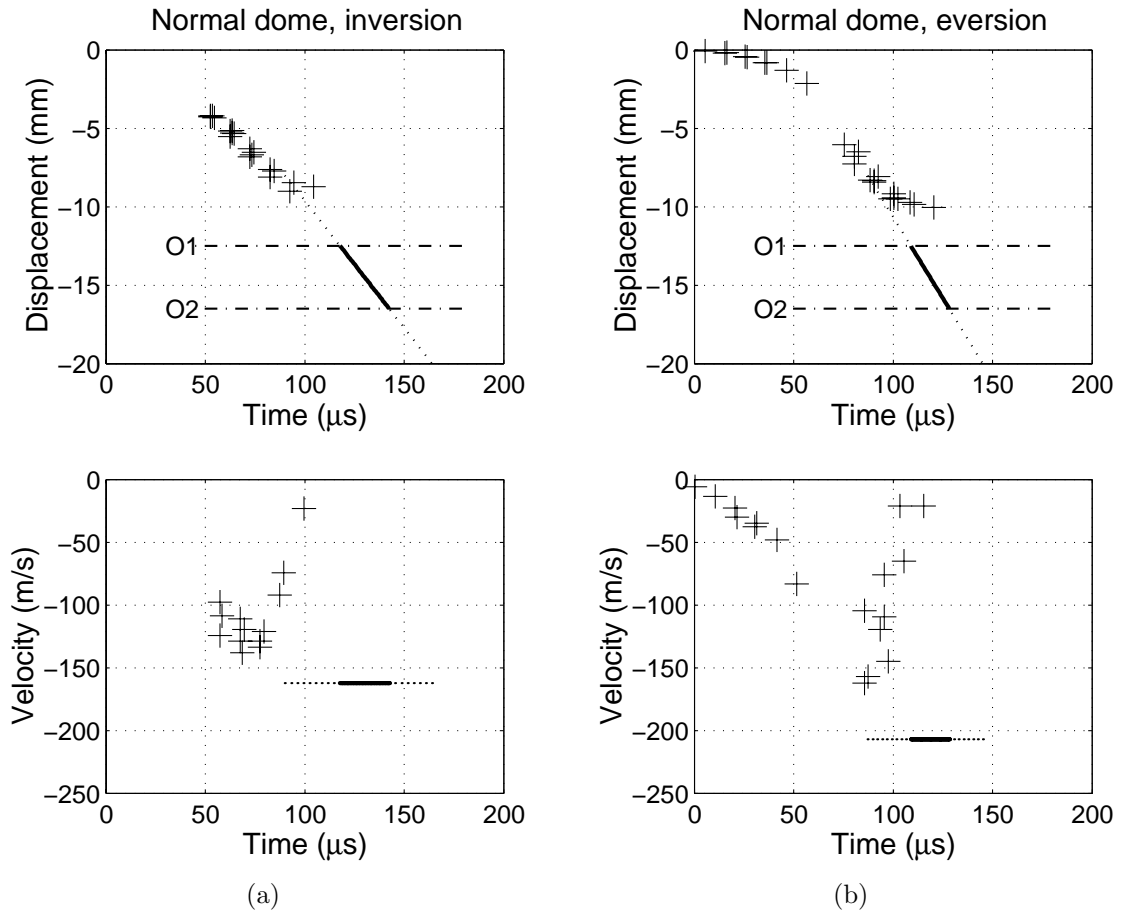 Normal dome, inversion
0
−5
−10
−15
−20
Displacement (mm)
O1
O2
0 50 100 150 200
Time (μs)
Normal dome, eversion
0
−5
−10
−15
−20
Displacement (mm)
O1
O2
0 50 100 150 200
Time (μs)
0
−50
−100
−150
−200
−250
Velocity (m/s)
0 50 100 150 200
Time (μs)
(a)
0
−50
−100
−150
−200
−250
Velocity (m/s)
0 50 100 150 200
Time (μs)
(b)